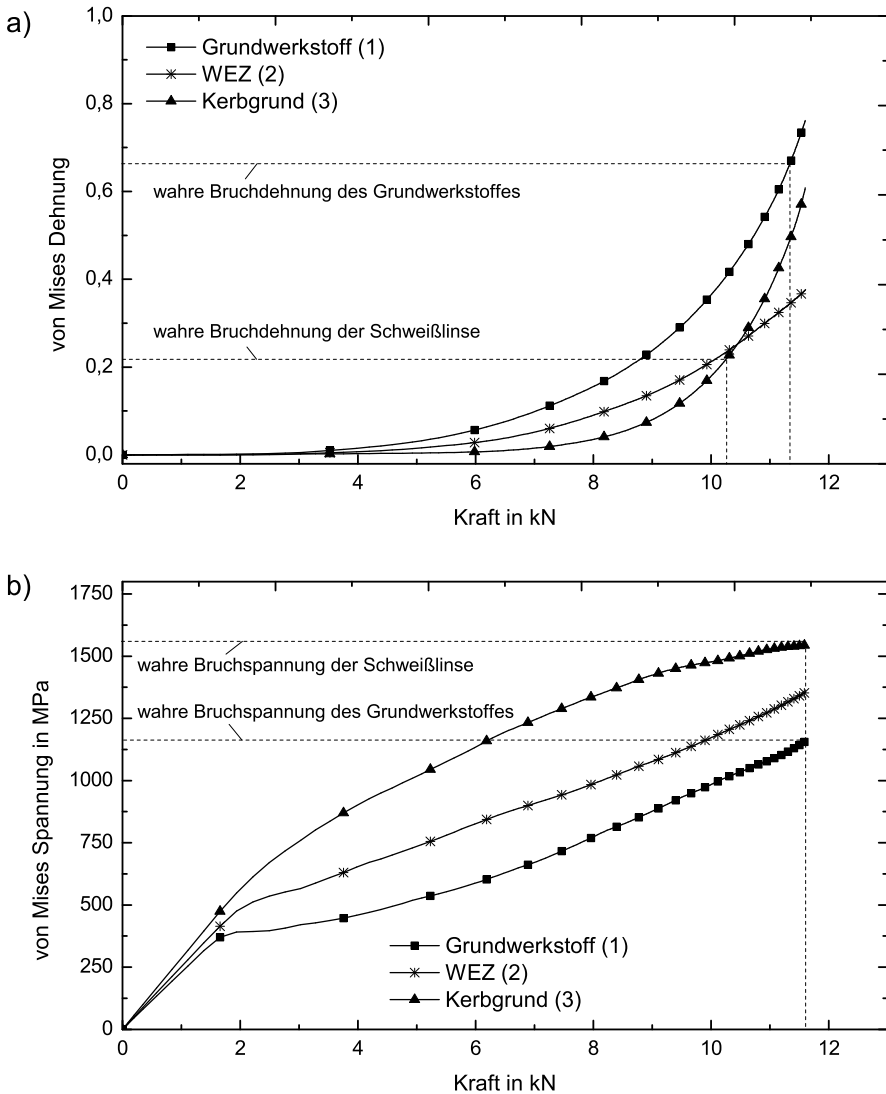 a)
1,0
0,8
0,6
0,4
0,2
0,0
von Mises Dehnung
Grundwerkstoff (1)
WEZ (2)
Kerbgrund (3)
wahre Bruchdehnung des Grundwerkstoffes
wahre Bruchdehnung der Schweißlinse
0 2 4 6 8 10 12
Kraft in kN
b)
1750
1500
1250
1000
750
500
250
0
von Mises Spannung in MPa
wahre Bruchspannung der Schweißlinse
wahre Bruchspannung des Grundwerkstoffes
Grundwerkstoff (1)
WEZ (2)
Kerbgrund (3)
0 2 4 6 8 10 12
Kraft in kN